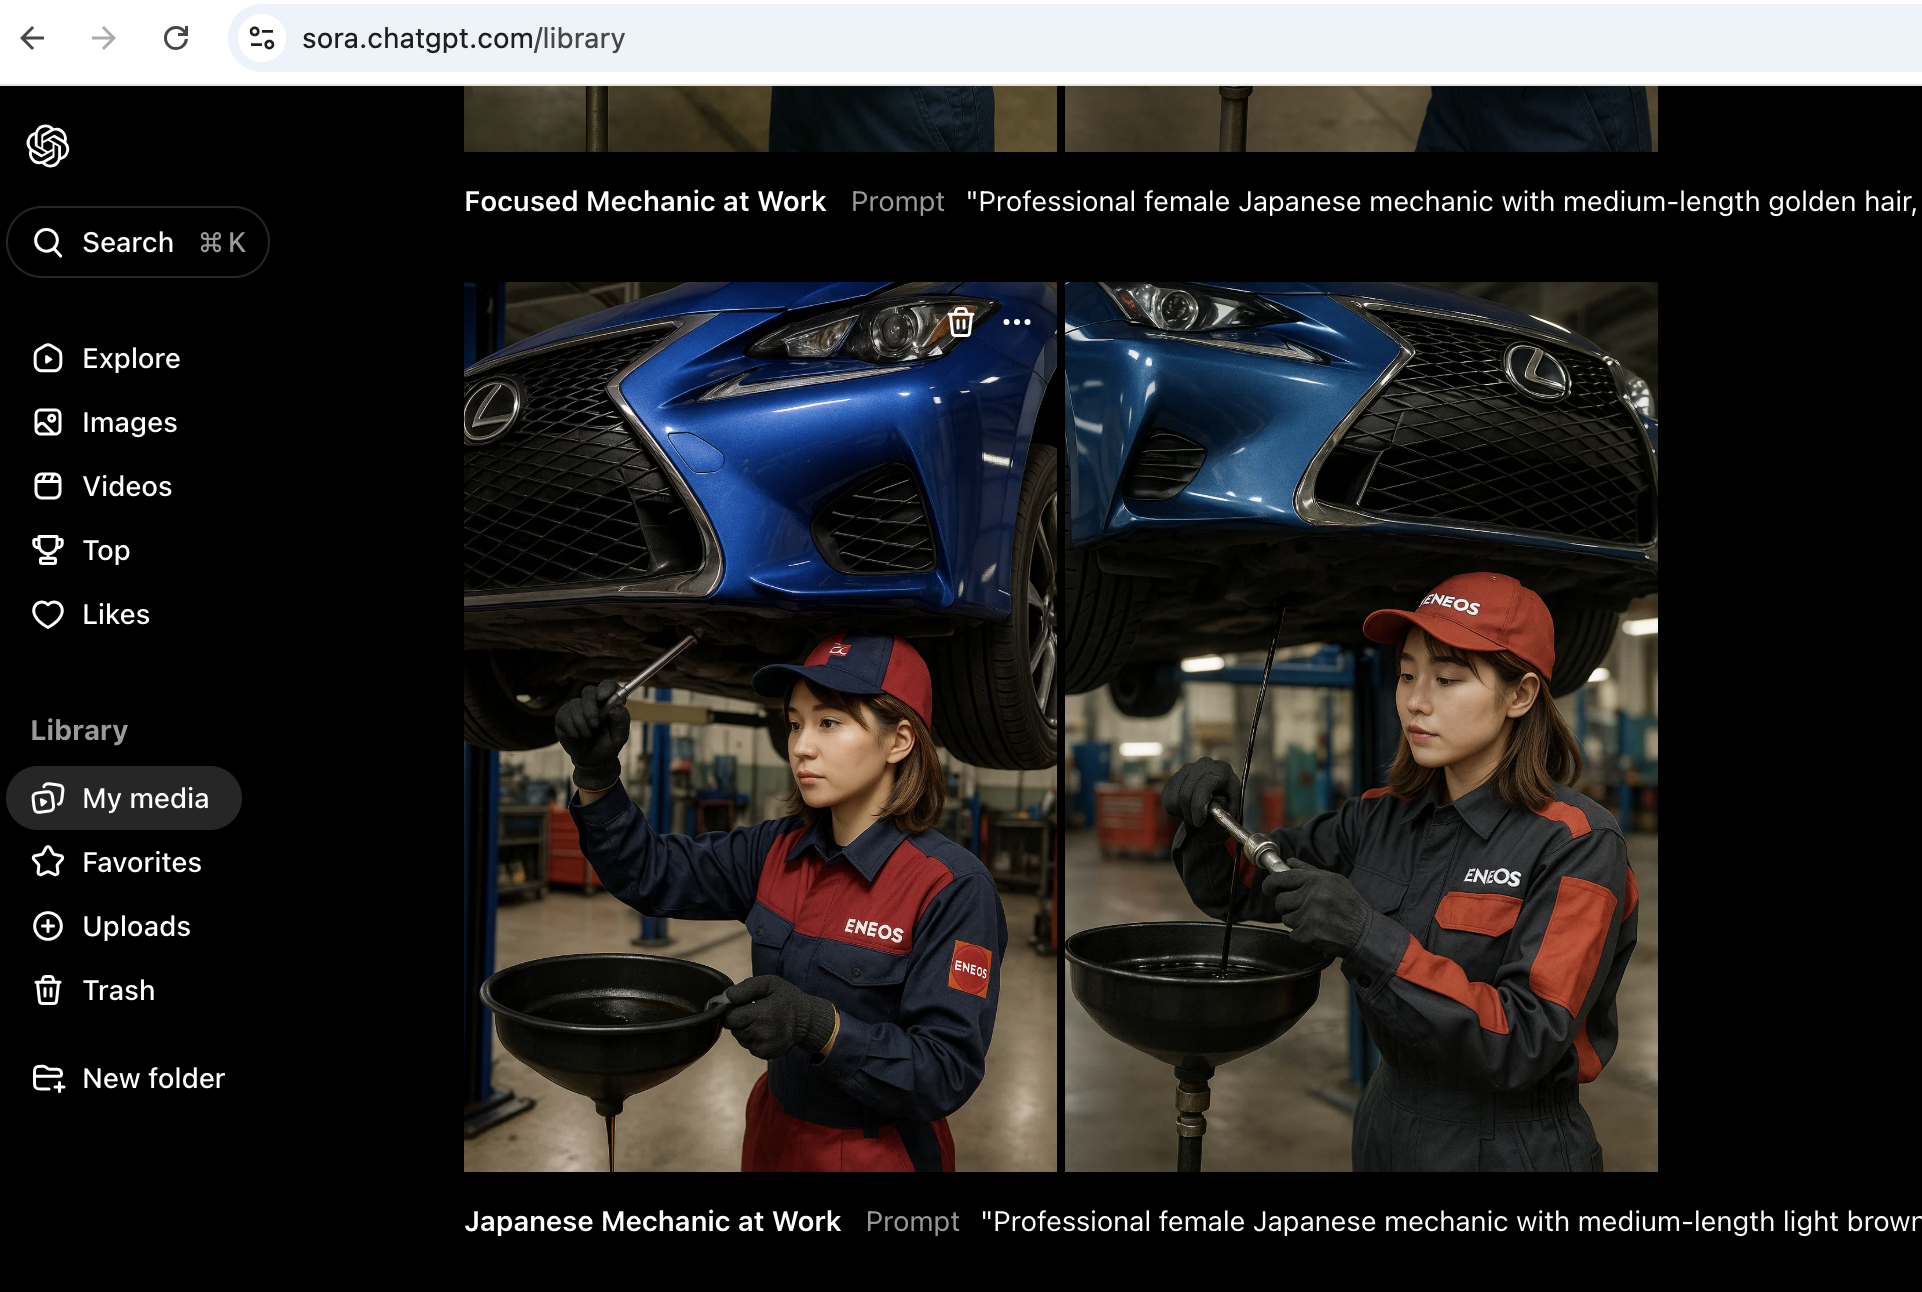 sora.chatgpt.com/library
Focused Mechanic at Work Prompt "Professional female Japanese mechanic with medium-length golden hair,
Search ⌘ K
Explore
Images
Videos
Top
Likes
Library
My media
Favorites
Uploads
Trash
New folder
ENEOS
ENEOS
ENEOS
ENEOS
Japanese Mechanic at Work Prompt "Professional female Japanese mechanic with medium-length light brown